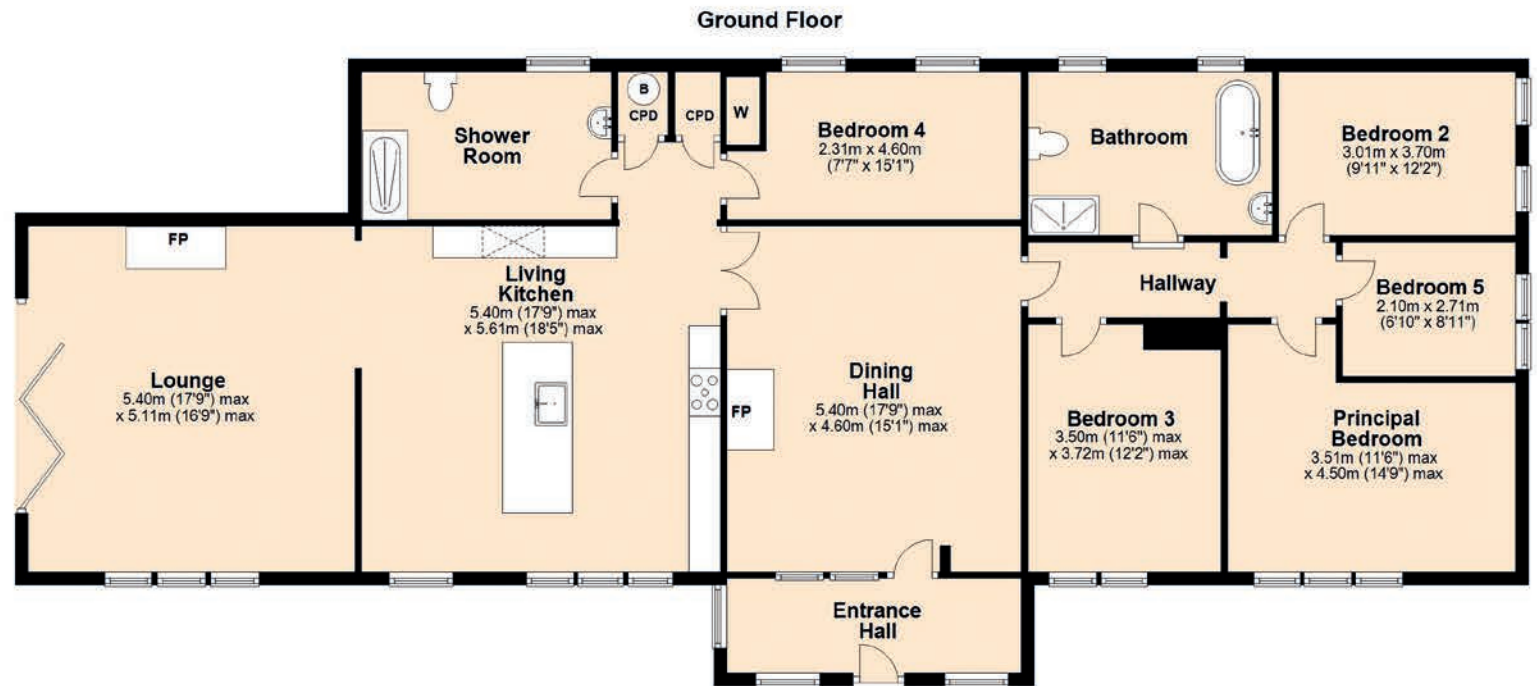 Ground Floor
Shower
Room
B
CPD
CPD
W
Bedroom 4
2.31m x 4.60m
(7'7" x 15'1")
Bathroom
Bedroom 2
3.01m x 3.70m
(9'11" x 12'2")
FP
Living
Kitchen
5.40m (17'9") max
x 5.61m (18'5") max
Hallway
Bedroom 5
2.10m x 2.71m
(6'10" x 8'11")
Lounge
5.40m (17'9") max
x 5.11m (16'9") max
Dining
Hall
5.40m (17'9") max
x 4.60m (15'1") max
FP
Bedroom 3
3.50m (11'6") max
x 3.72m (12'2") max
Principal
Bedroom
3.51m (11'6") max
x 4.50m (14'9") max
Entrance
Hall